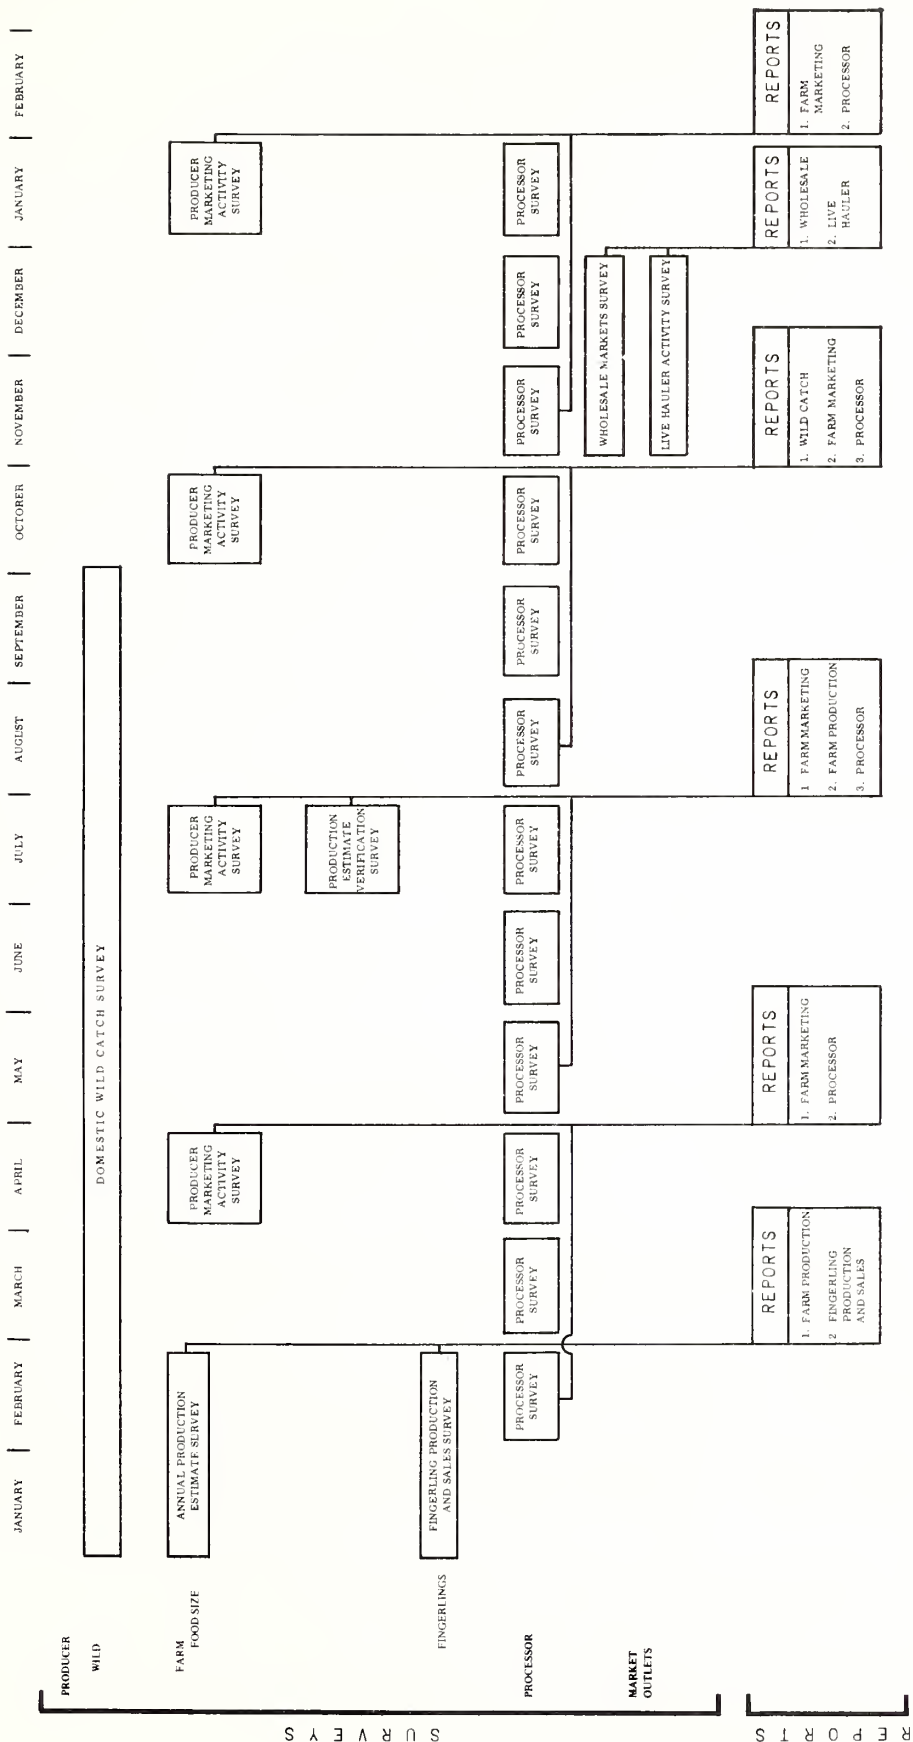 JANUARY | FEBRUARY | MARCH | APRIL | MAY | JUNE | JULY | AUGUST | SEPTEMBER | OCTORER | NOVEMBER | DECEMBER | JANUARY | FEBRUARY |
PRODUCER
WILD
DOMESTIC WILD CATCH SURVEY
FARM
FOOD SIZE
ANNUAL PRODUCTION
ESTIMATE SURVEY
PRODUCER
MARKETING
ACTIVITY
SURVEY
PRODUCER
MARKETING
ACTIVITY
SURVEY
PRODUCER
MARKETING
ACTIVITY
SURVEY
PRODUCER
MARKETING
ACTIVITY
SURVEY
PRODUCTION
ESTIMATE
VERIFICATION
SURVEY
FINGERLINGS
FINGERLING PRODUCTION
AND SALES SURVEY
PROCESSOR
PROCESSOR
SURVEY
PROCESSOR
SURVEY
PROCESSOR
SURVEY
PROCESSOR
SURVEY
PROCESSOR
SURVEY
PROCESSOR
SURVEY
PROCESSOR
SURVEY
PROCESSOR
SURVEY
PROCESSOR
SURVEY
PROCESSOR
SURVEY
PROCESSOR
SURVEY
PROCESSOR
SURVEY
MARKET
OUTLETS
WHOLESALE MARKETS SURVEY
LIVE HAULER ACTIVITY SURVEY
SURVEYS
REPORTS
REPORTS
1. FARM PRODUCTION
2 FINGERLING
PRODUCTION
AND SALES
REPORTS
1. FARM MARKETING
2. PROCESSOR
REPORTS
1 FARM MARKETING
2. FARM PRODUCTION
3. PROCESSOR
REPORTS
1. WILD CATCH
2. FARM MARKETING
3. PROCESSOR
REPORTS
1. WHOLESALE
2. LIVE
HAULER
REPORTS
1. FARM
MARKETING
2. PROCESSOR